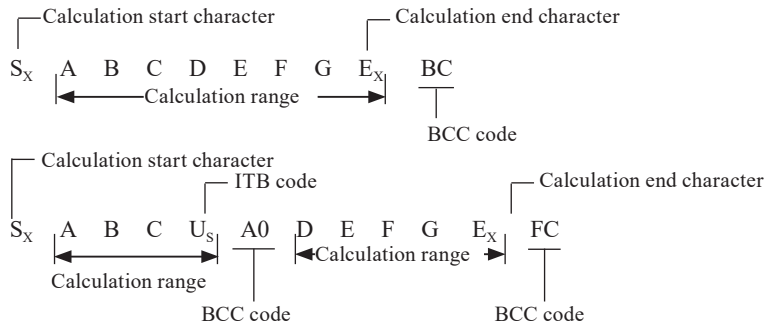 Calculation start character Calculation end character
Sx A B C D E F G Ex BC
Calculation range
BCC code
Calculation start character
ITB code Calculation end character
Sx A B C Us A0 D E F G Ex FC
Calculation range Calculation range
BCC code BCC code